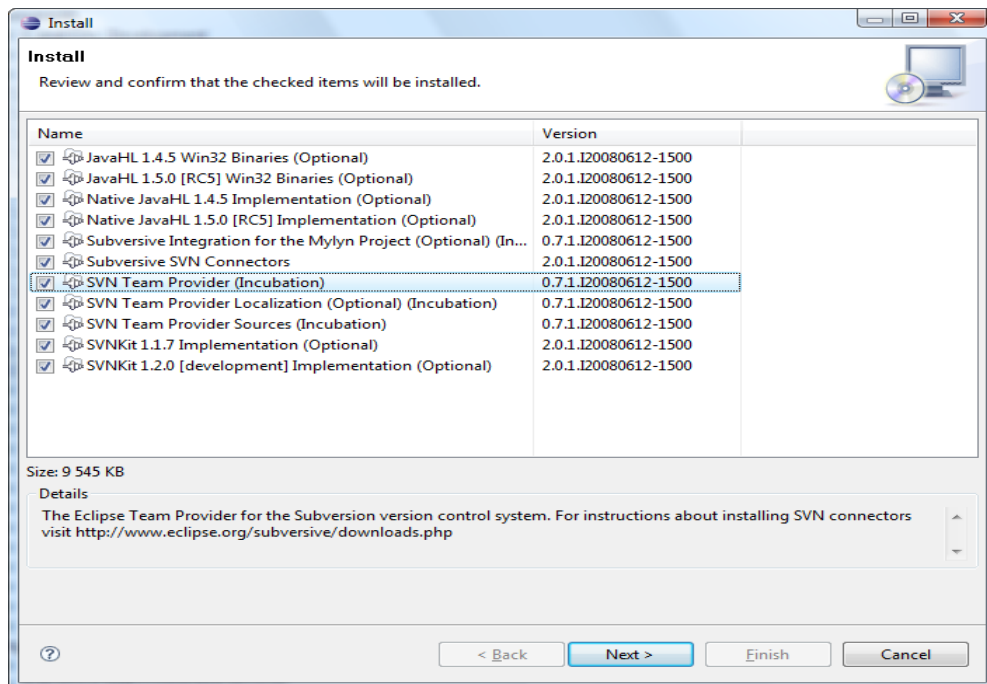 Install
Install
Review and confirm that the checked items will be installed.
Name Version
JavaHL 1.4.5 Win32 Binaries (Optional) 2.0.1.I20080612-1500
JavaHL 1.5.0 [RC5] Win32 Binaries (Optional) 2.0.1.I20080612-1500
Native JavaHL 1.4.5 Implementation (Optional) 2.0.1.I20080612-1500
Native JavaHL 1.5.0 [RC5] Implementation (Optional) 2.0.1.I20080612-1500
Subversive Integration for the Mylyn Project (Optional) (In... 0.7.1.I20080612-1500
Subversive SVN Connectors 2.0.1.I20080612-1500
SVN Team Provider (Incubation) 0.7.1.I20080612-1500
SVN Team Provider Localization (Optional) (Incubation) 0.7.1.I20080612-1500
SVN Team Provider Sources (Incubation) 0.7.1.I20080612-1500
SVNKit 1.1.7 Implementation (Optional) 2.0.1.I20080612-1500
SVNKit 1.2.0 [development] Implementation (Optional) 2.0.1.I20080612-1500
Size: 9 545 KB
Details
The Eclipse Team Provider for the Subversion version control system. For instructions about installing SVN connectors
visit http://www.eclipse.org/subversive/downloads.php
? < Back Next > Finish Cancel